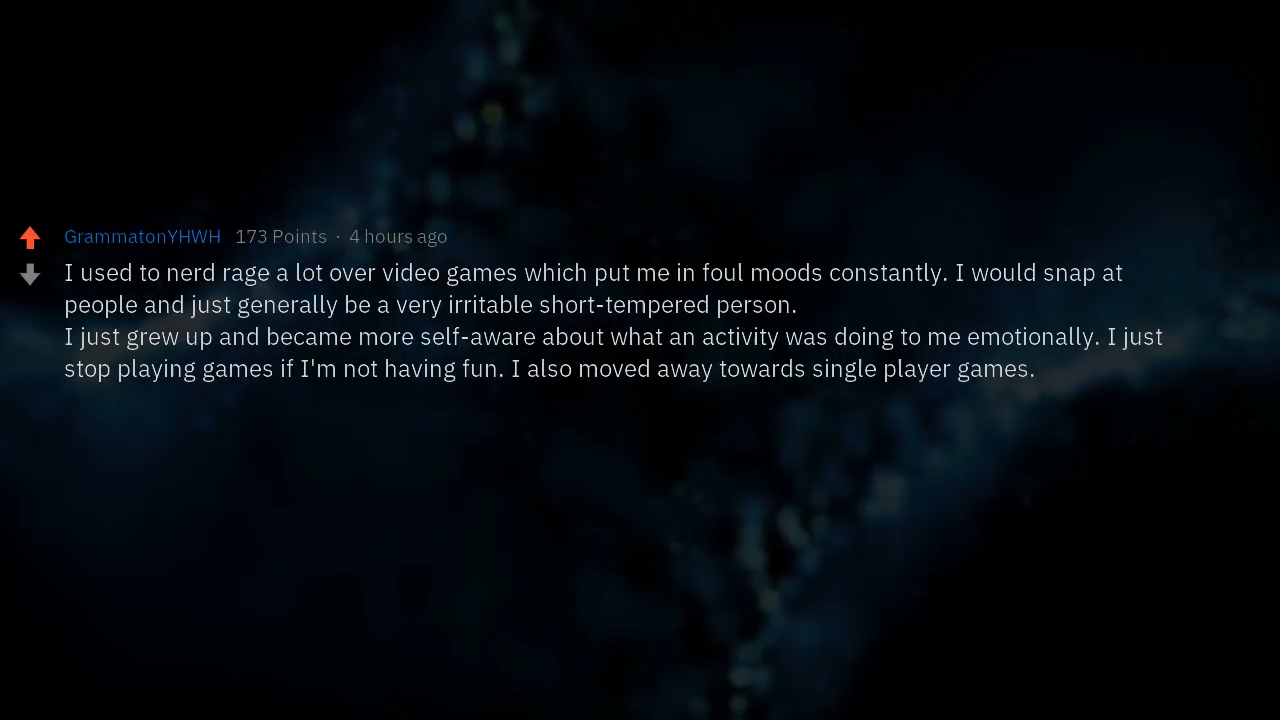 GrammatonYHWH 173 Points · 4 hours ago
I used to nerd rage a lot over video games which put me in foul moods constantly. I would snap at
people and just generally be a very irritable short-tempered person.
I just grew up and became more self-aware about what an activity was doing to me emotionally. I just
stop playing games if I'm not having fun. I also moved away towards single player games.